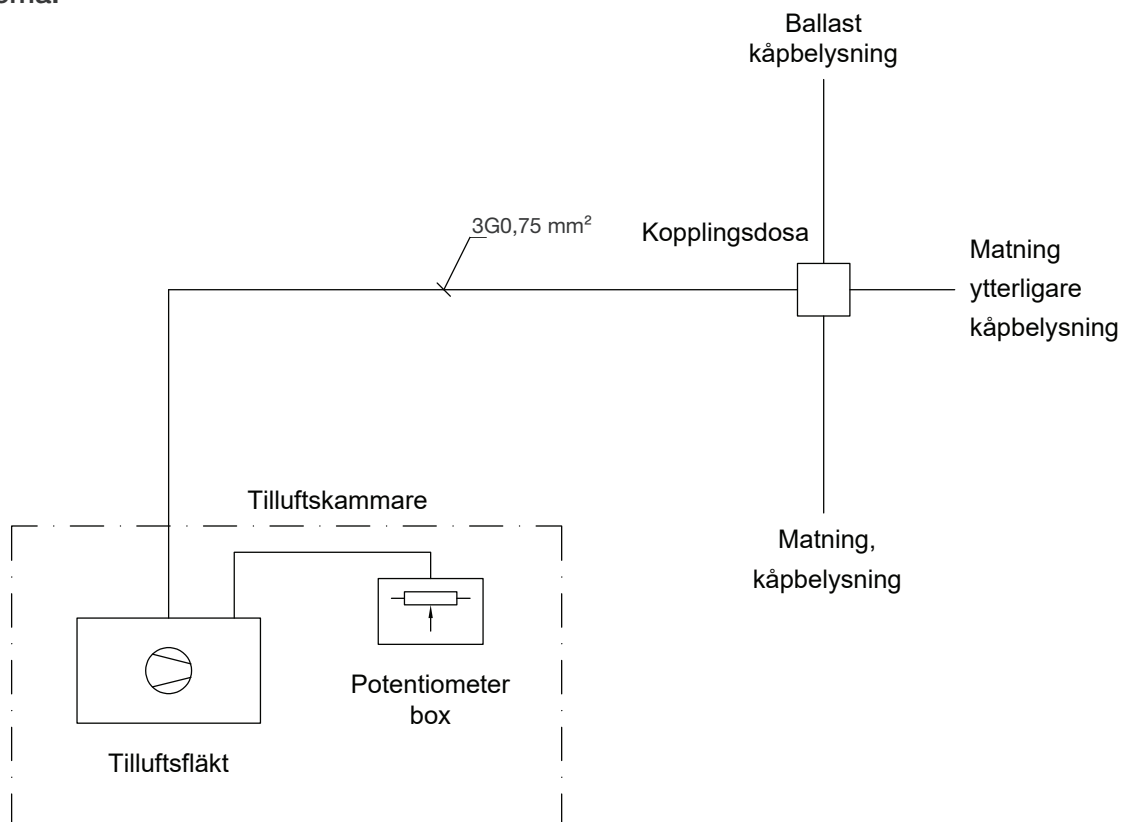 Ballast
kåpbelysning
3G0,75 mm²
Kopplingsdosa
Matning
ytterligare
kåpbelysning
Tilluftskammare
Matning,
kåpbelysning
Potentiometer
box
Tilluftsfläkt